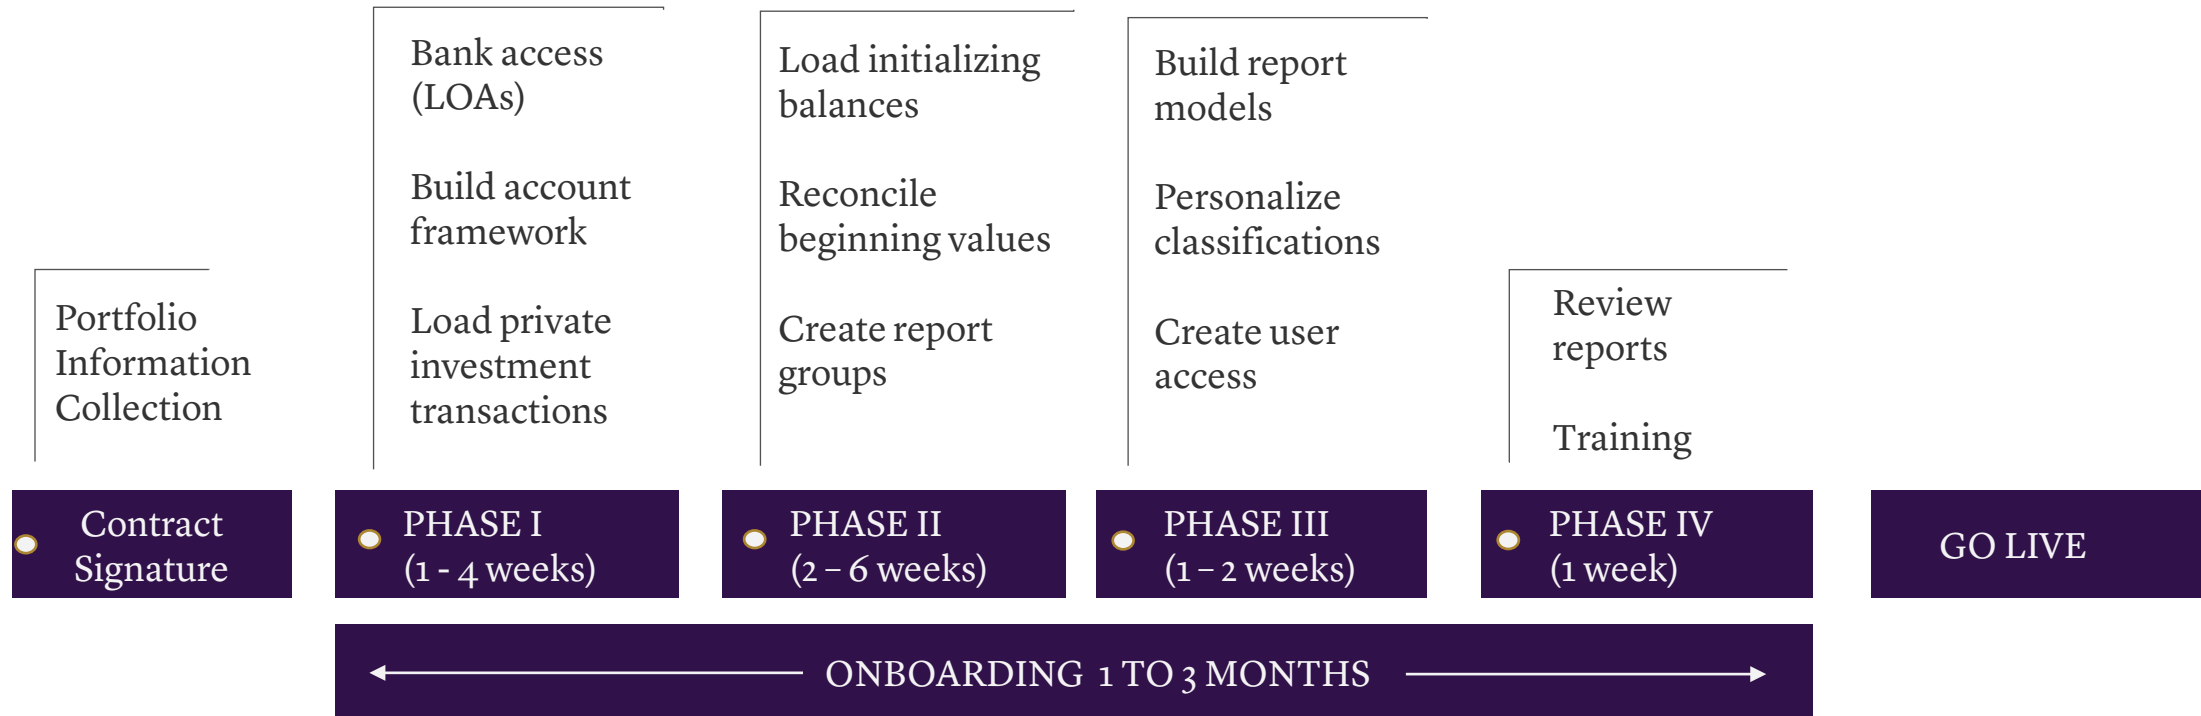 Portfolio
Information
Collection
Contract
Signature
Bank access
(LOAs)
Build account
framework
Load private
investment
transactions
PHASE I
(1 - 4 weeks)
Load initializing
balances
Reconcile
beginning values
Create report
groups
PHASE II
(2 – 6 weeks)
Build report
models
Personalize
classifications
Create user
access
PHASE III
(1 – 2 weeks)
Review
reports
Training
PHASE IV
(1 week)
GO LIVE
ONBOARDING 1 TO 3 MONTHS